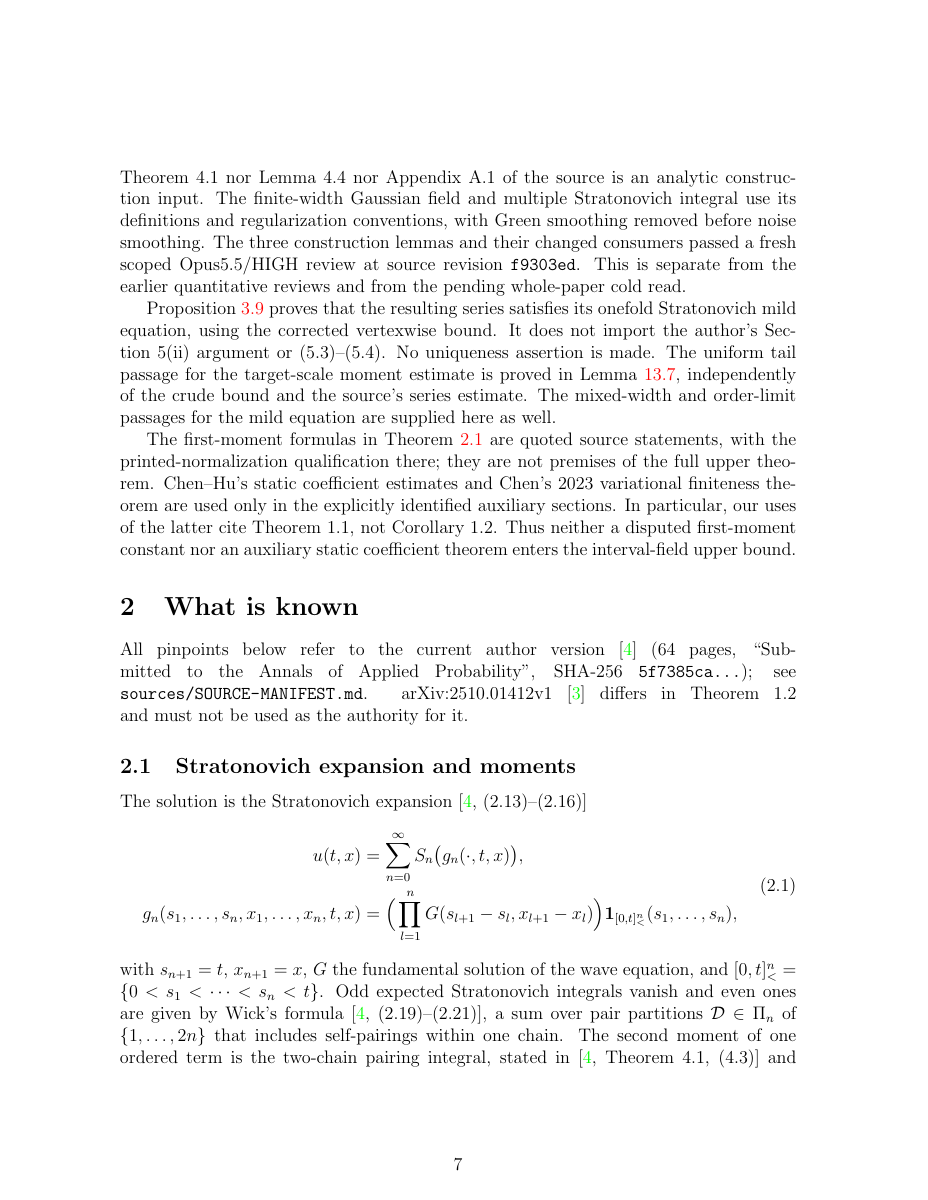 Theorem 4.1 nor Lemma 4.4 nor Appendix A.1 of the source is an analytic construc-
tion input. The finite-width Gaussian field and multiple Stratonovich integral use its
definitions and regularization conventions, with Green smoothing removed before noise
smoothing. The three construction lemmas and their changed consumers passed a fresh
scoped Opus5.5/HIGH review at source revision f9303ed. This is separate from the
earlier quantitative reviews and from the pending whole-paper cold read.
Proposition 3.9 proves that the resulting series satisfies its onefold Stratonovich mild
equation, using the corrected vertexwise bound. It does not import the author's Sec-
tion 5(ii) argument or (5.3)–(5.4). No uniqueness assertion is made. The uniform tail
passage for the target-scale moment estimate is proved in Lemma 13.7, independently
of the crude bound and the source's series estimate. The mixed-width and order-limit
passages for the mild equation are supplied here as well.
The first-moment formulas in Theorem 2.1 are quoted source statements, with the
printed-normalization qualification there; they are not premises of the full upper theo-
rem. Chen–Hu's static coefficient estimates and Chen's 2023 variational finiteness the-
orem are used only in the explicitly identified auxiliary sections. In particular, our uses
of the latter cite Theorem 1.1, not Corollary 1.2. Thus neither a disputed first-moment
constant nor an auxiliary static coefficient theorem enters the interval-field upper bound.
2 What is known
All pinpoints below refer to the current author version [4] (64 pages, “Sub-
mitted to the Annals of Applied Probability”, SHA-256 5f7385ca...); see
sources/SOURCE-MANIFEST.md. arXiv:2510.01412v1 [3] differs in Theorem 1.2
and must not be used as the authority for it.
2.1 Stratonovich expansion and moments
The solution is the Stratonovich expansion [4, (2.13)–(2.16)]
u(t, x) = ∑_{n=0}^{∞} S_n(g_n(·, t, x)),
(2.1)
g_n(s_1, . . . , s_n, x_1, . . . , x_n, t, x) = (∏_{l=1}^{n} G(s_{l+1} − s_l, x_{l+1} − x_l)) 𝟏_{[0,t]^n_<}(s_1, . . . , s_n),
with s_{n+1} = t, x_{n+1} = x, G the fundamental solution of the wave equation, and [0, t]^n_< =
{0 < s_1 < · · · < s_n < t}. Odd expected Stratonovich integrals vanish and even ones
are given by Wick's formula [4, (2.19)–(2.21)], a sum over pair partitions 𝒟 ∈ Π_n of
{1, . . . , 2n} that includes self-pairings within one chain. The second moment of one
ordered term is the two-chain pairing integral, stated in [4, Theorem 4.1, (4.3)] and
7